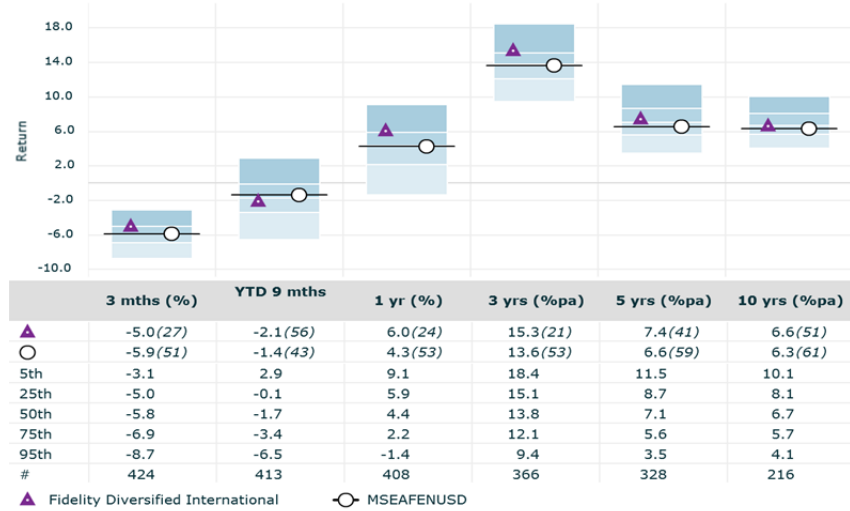 18.0
14.0
10.0
6.0
2.0
-2.0
-6.0
-10.0
Return
3 mths (%) YTD 9 mths 1 yr (%) 3 yrs (%pa) 5 yrs (%pa) 10 yrs (%pa)
-5.0(27) -2.1(56) 6.0(24) 15.3(21) 7.4(41) 6.6(51)
-5.9(51) -1.4(43) 4.3(53) 13.6(53) 6.6(59) 6.3(61)
5th -3.1 2.9 9.1 18.4 11.5 10.1
25th -5.0 -0.1 5.9 15.1 8.7 8.1
50th -5.8 -1.7 4.4 13.8 7.1 6.7
75th -6.9 -3.4 2.2 12.1 5.6 5.7
95th -8.7 -6.5 -1.4 9.4 3.5 4.1
# 424 413 408 366 328 216
Fidelity Diversified International MSEAFENUSD